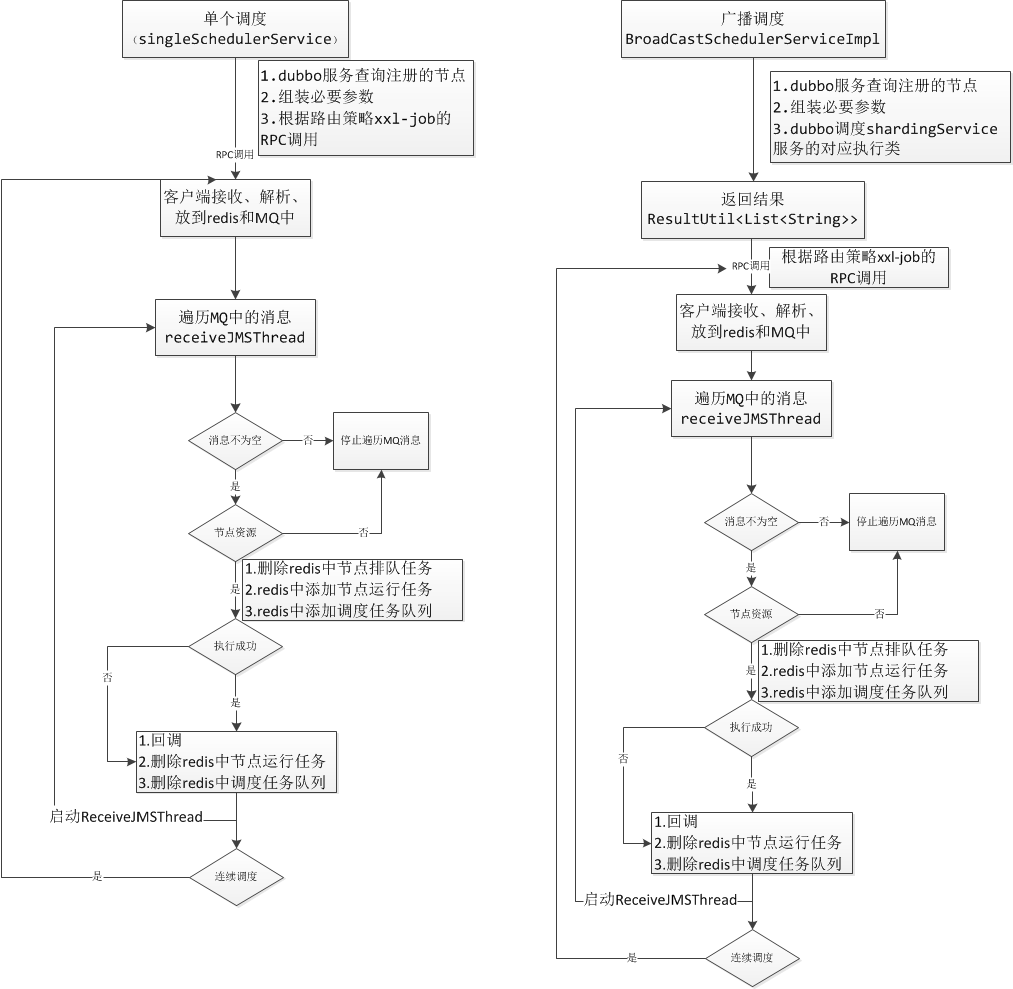 单个调度
（singleSchedulerService）
1.dubbo服务查询注册的节点
2.组装必要参数
3.根据路由策略xxl-job的
RPC调用
RPC调用
客户端接收、解析、
放到redis和MQ中
遍历MQ中的消息
receiveJMSThread
消息不为空
否
停止遍历MQ消息
是
节点资源
否
1.删除redis中节点排队任务
2.redis中添加节点运行任务
3.redis中添加调度任务队列
是
执行成功
否
是
1.回调
2.删除redis中节点运行任务
3.删除redis中调度任务队列
启动ReceiveJMSThread
连续调度
是
广播调度
BroadCastSchedulerServiceImpl
1.dubbo服务查询注册的节点
2.组装必要参数
3.dubbo调度shardingService
服务的对应执行类
返回结果
ResultUtil<List<String>>
RPC调用
根据路由策略xxl-job的
RPC调用
客户端接收、解析、
放到redis和MQ中
遍历MQ中的消息
receiveJMSThread
消息不为空
否
停止遍历MQ消息
是
节点资源
否
1.删除redis中节点排队任务
2.redis中添加节点运行任务
3.redis中添加调度任务队列
是
执行成功
否
是
1.回调
2.删除redis中节点运行任务
3.删除redis中调度任务队列
启动ReceiveJMSThread
连续调度
是